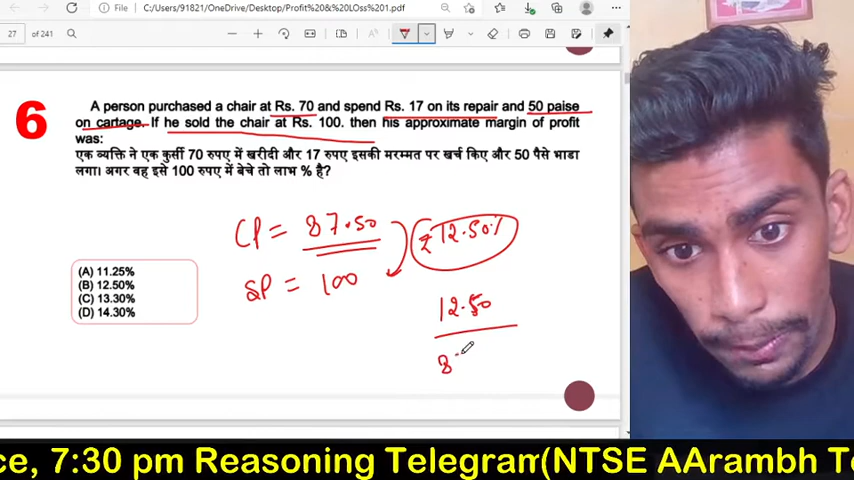 File C:/Users/91821/OneDrive/Desktop/Profit%20&%20LOss%201.pdf
27 of 241
6
A person purchased a chair at Rs. 70 and spend Rs. 17 on its repair and 50 paise
on cartage. If he sold the chair at Rs. 100. then his approximate margin of profit
was:
एक व्यक्ति ने एक कुर्सी 70 रुपए में खरीदी और 17 रुपए इसकी मरम्मत पर खर्च किए और 50 पैसे भाडा
लगा। अगर वह इसे 100 रुपए में बेचे तो लाभ % है?
CP = 87.50
₹12.50%
SP = 100
(A) 11.25%
(B) 12.50%
(C) 13.30%
(D) 14.30%
12.50
8
ce, 7:30 pm Reasoning Telegram(NTSE AArambh Te